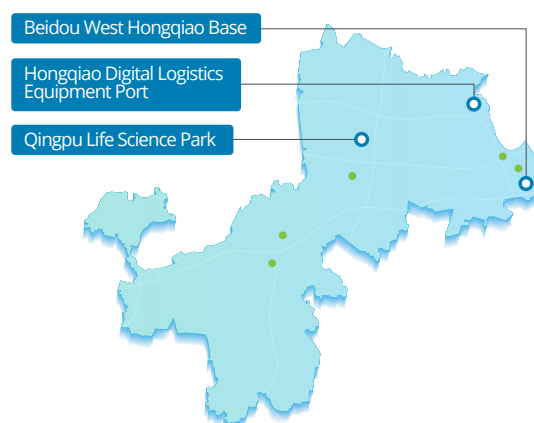 Beidou West Hongqiao Base
Hongqiao Digital Logistics
Equipment Port
Qingpu Life Science Park